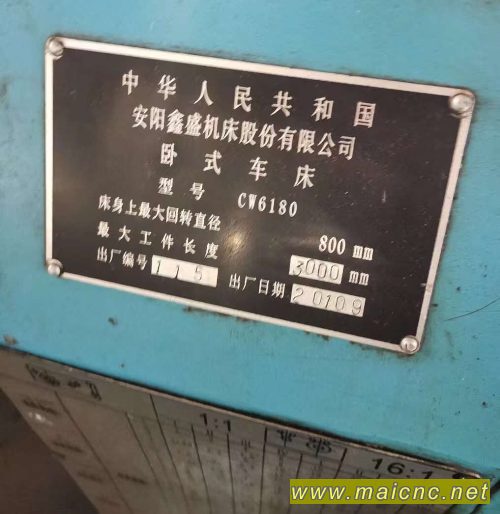 中华人民共和国
安阳鑫盛机床股份有限公司
卧式车床
型号 CW6180
床身上最大回转直径 800 mm
最大工件长度 3000 mm
出厂编号 115 出厂日期 20109
1:1
16:1
www.maicnc.net